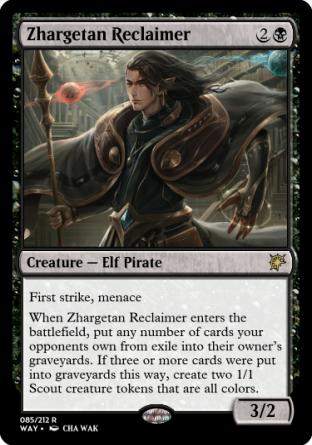 Zhargetan Reclaimer 2
Creature — Elf Pirate
First strike, menace
When Zhargetan Reclaimer enters the
battlefield, put any number of cards your
opponents own from exile into their owner's
graveyards. If three or more cards were put
into graveyards this way, create two 1/1
Scout creature tokens that are all colors.
3/2
085/212 R
WAY • CHA WAK